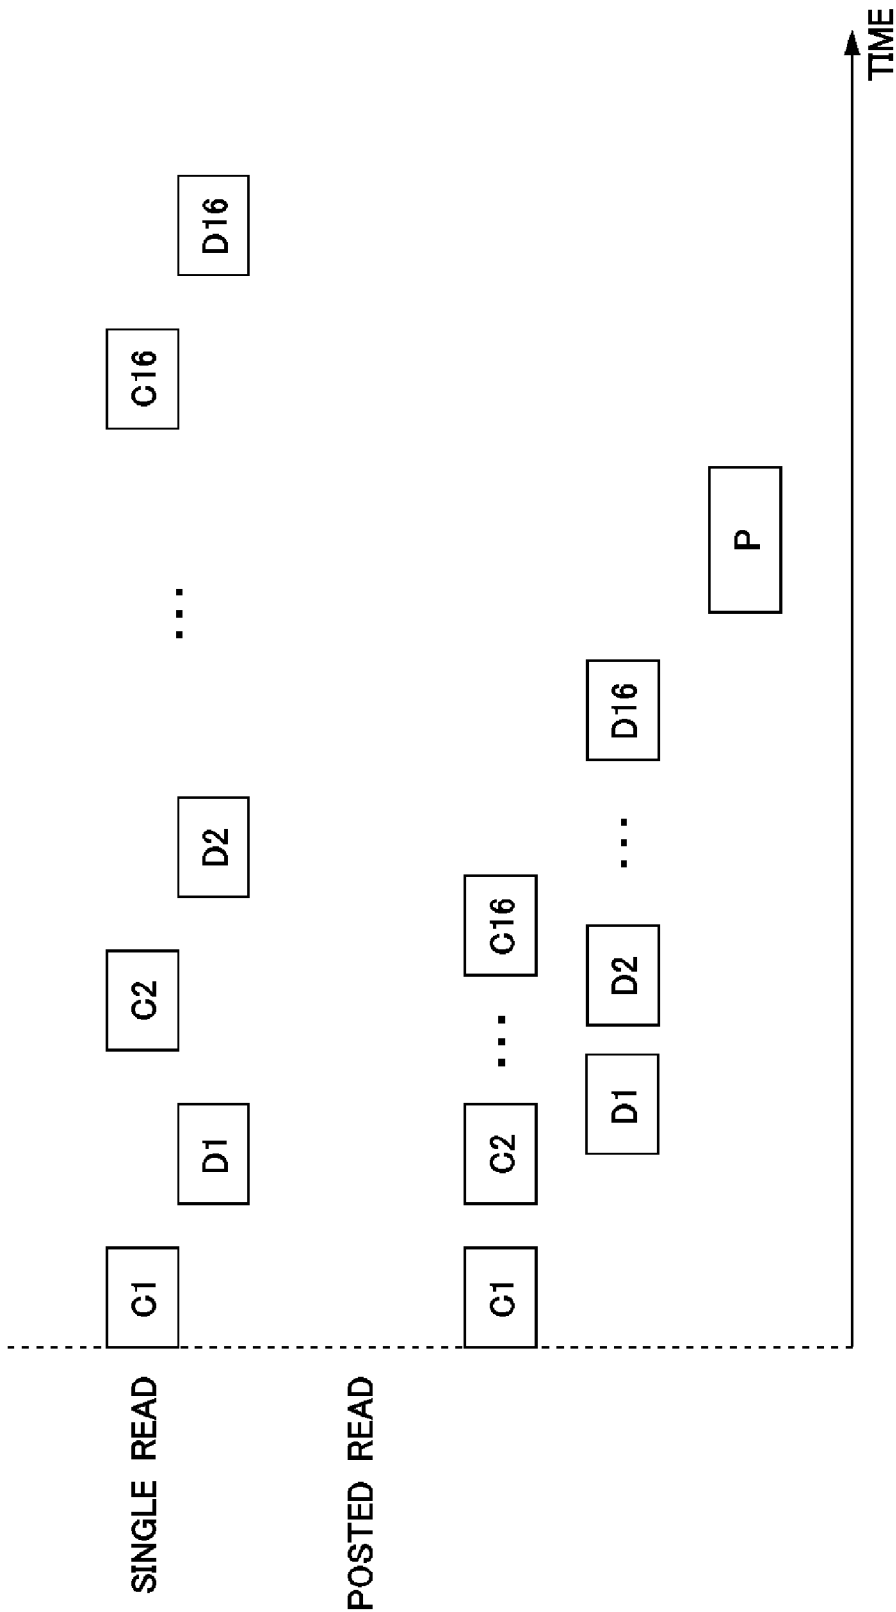 SINGLE READ
C1
D1
C2
D2
...
C16
D16
POSTED READ
C1
C2
...
C16
D1
D2
...
D16
P
TIME